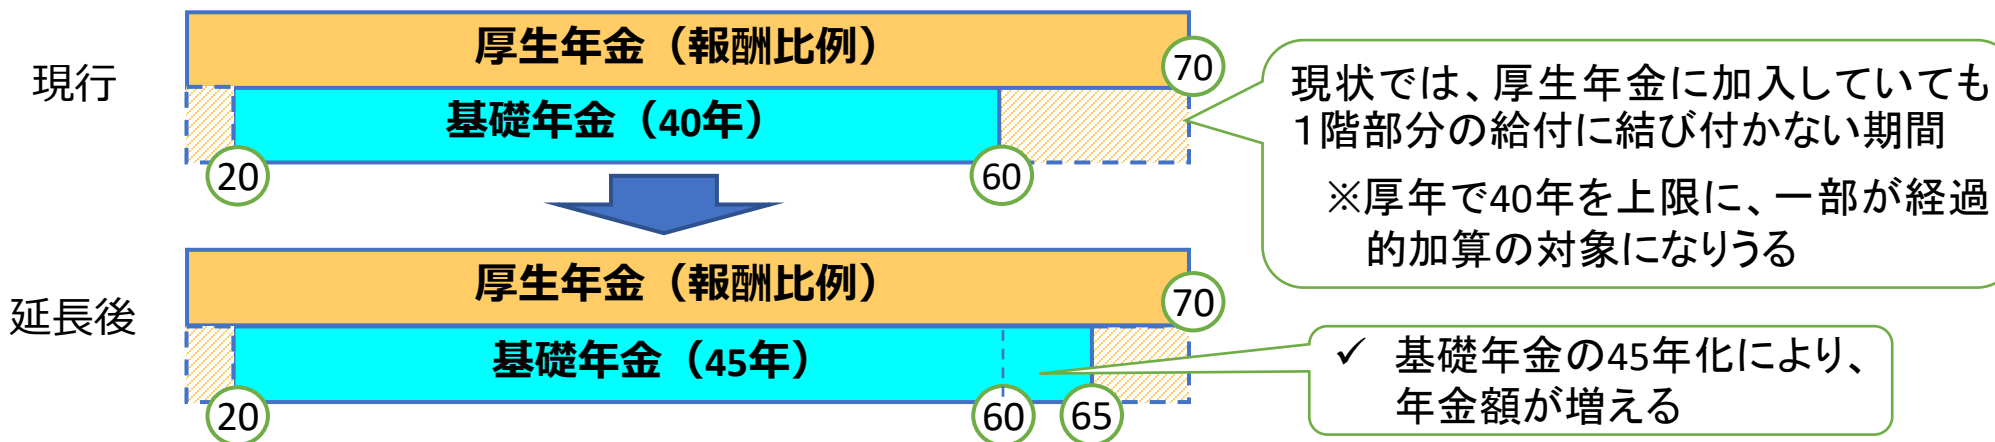 厚生年金（報酬比例）
現行
70
基礎年金（40年）
20
60
現状では、厚生年金に加入していても
１階部分の給付に結び付かない期間
※厚年で40年を上限に、一部が経過
的加算の対象になりうる
厚生年金（報酬比例）
延長後
70
基礎年金（45年）
20
60
65
✓ 基礎年金の45年化により、
年金額が増える